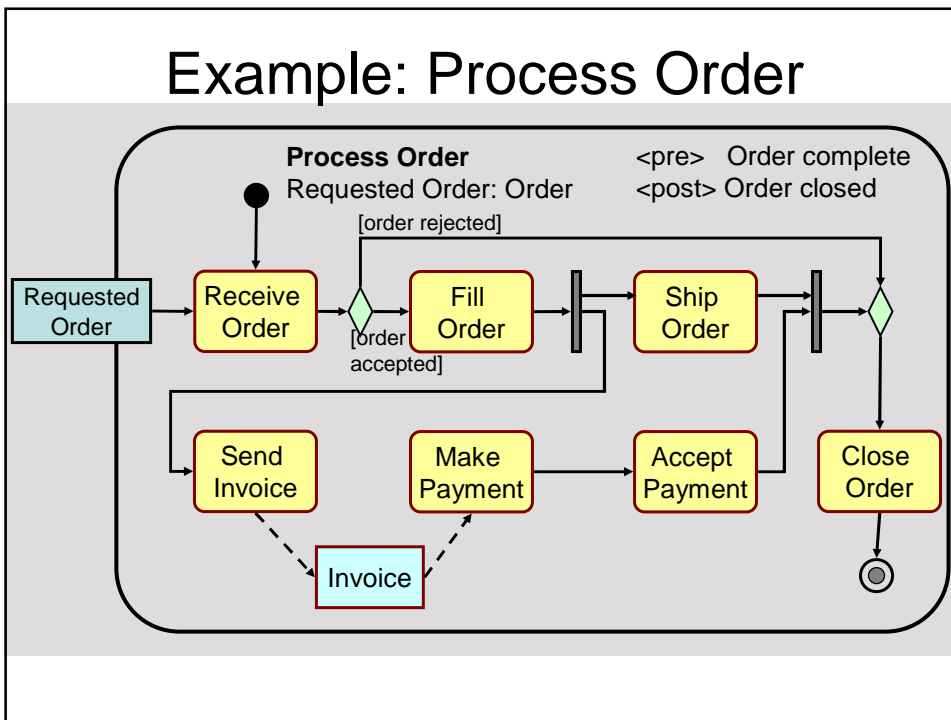 Example: Process Order
Process Order
Requested Order: Order
<pre> Order complete
<post> Order closed
[order rejected]
Requested
Order
Receive
Order
Fill
Order
[order
accepted]
Ship
Order
Send
Invoice
Make
Payment
Accept
Payment
Close
Order
Invoice